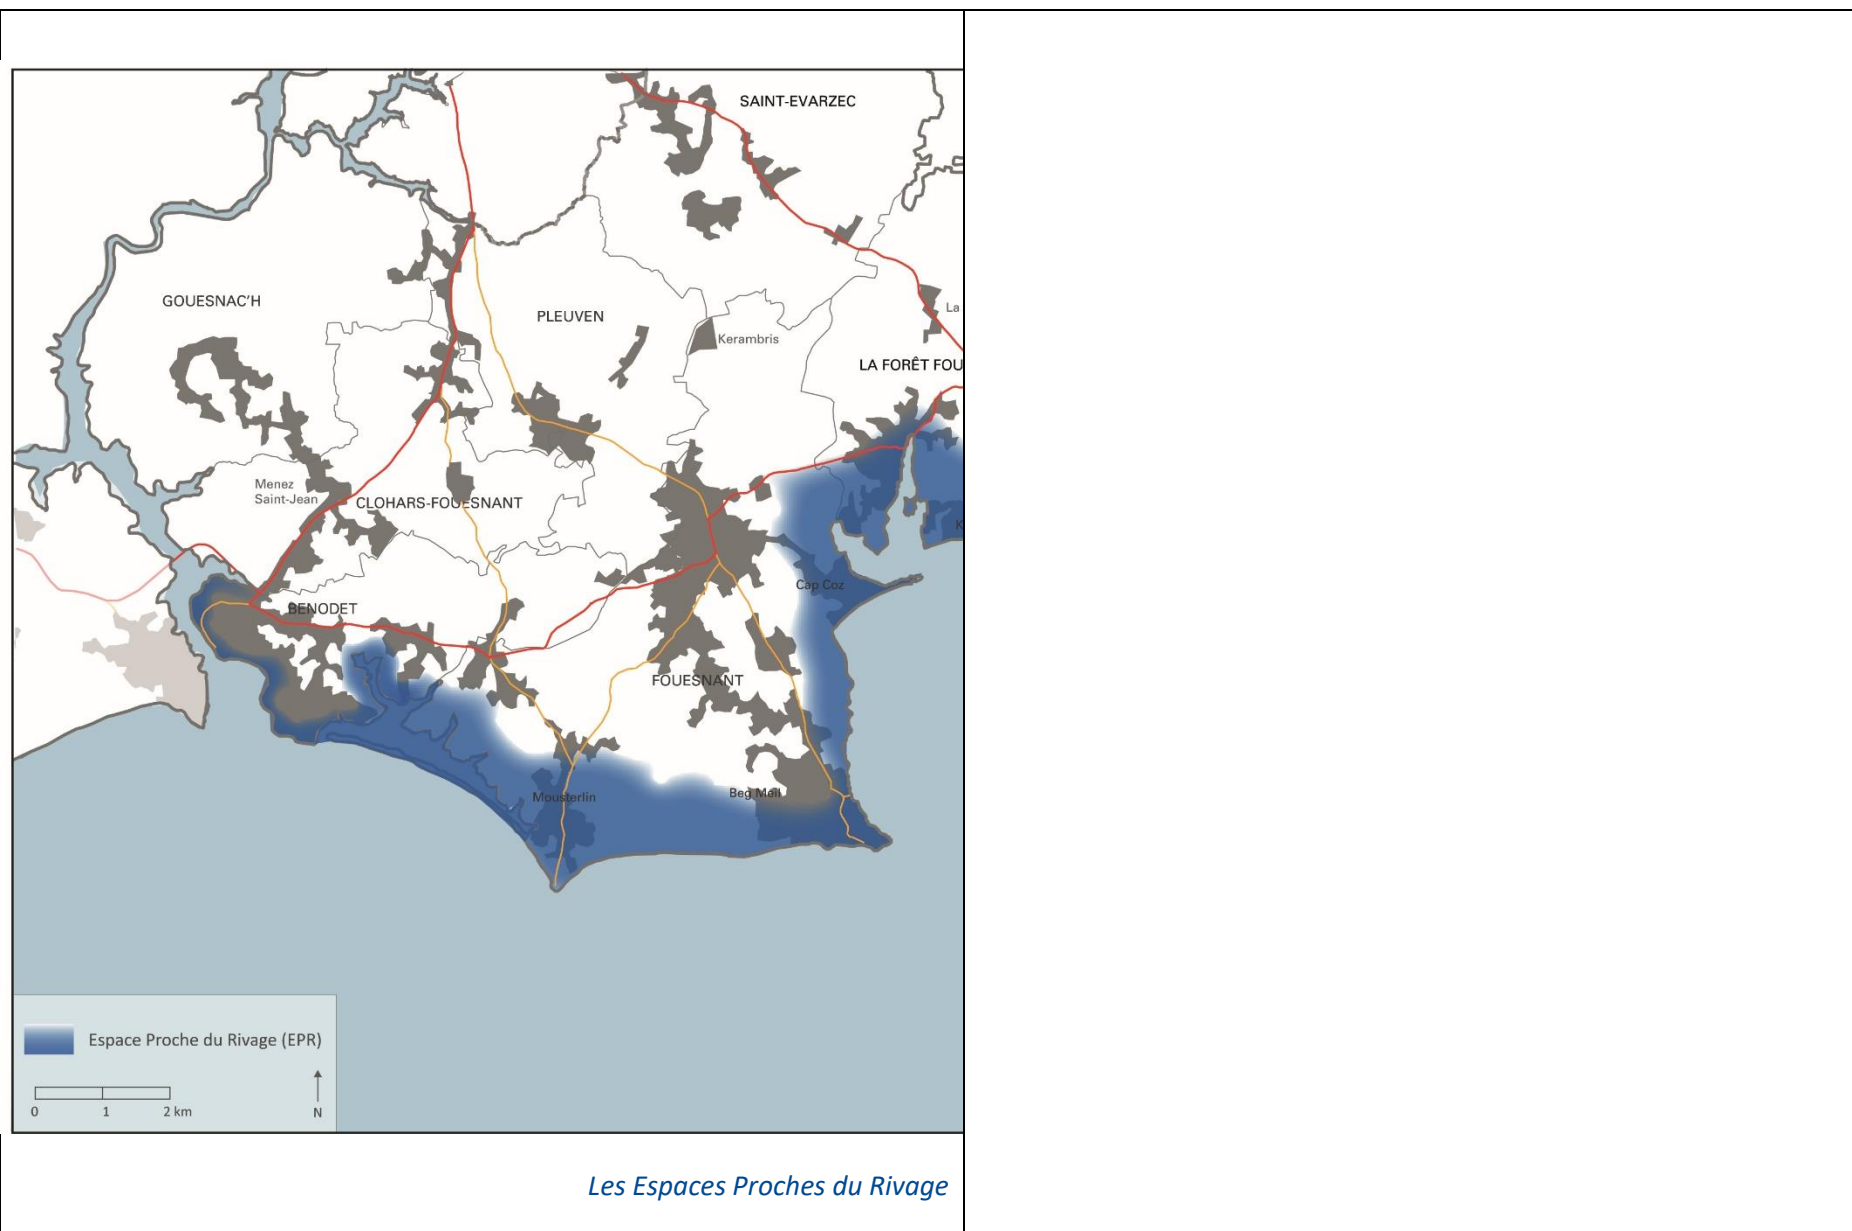 SAINT-EVARZEC
GOUESNAC'H
PLEUVEN
La
Kerambris
LA FORÊT FOU
Menez
Saint-Jean
CLOHARS-FOUESNANT
K
Cap Coz
BENODET
FOUESNANT
Mousterlin
Beg Meil
Espace Proche du Rivage (EPR)
0 1 2 km
N
Les Espaces Proches du Rivage